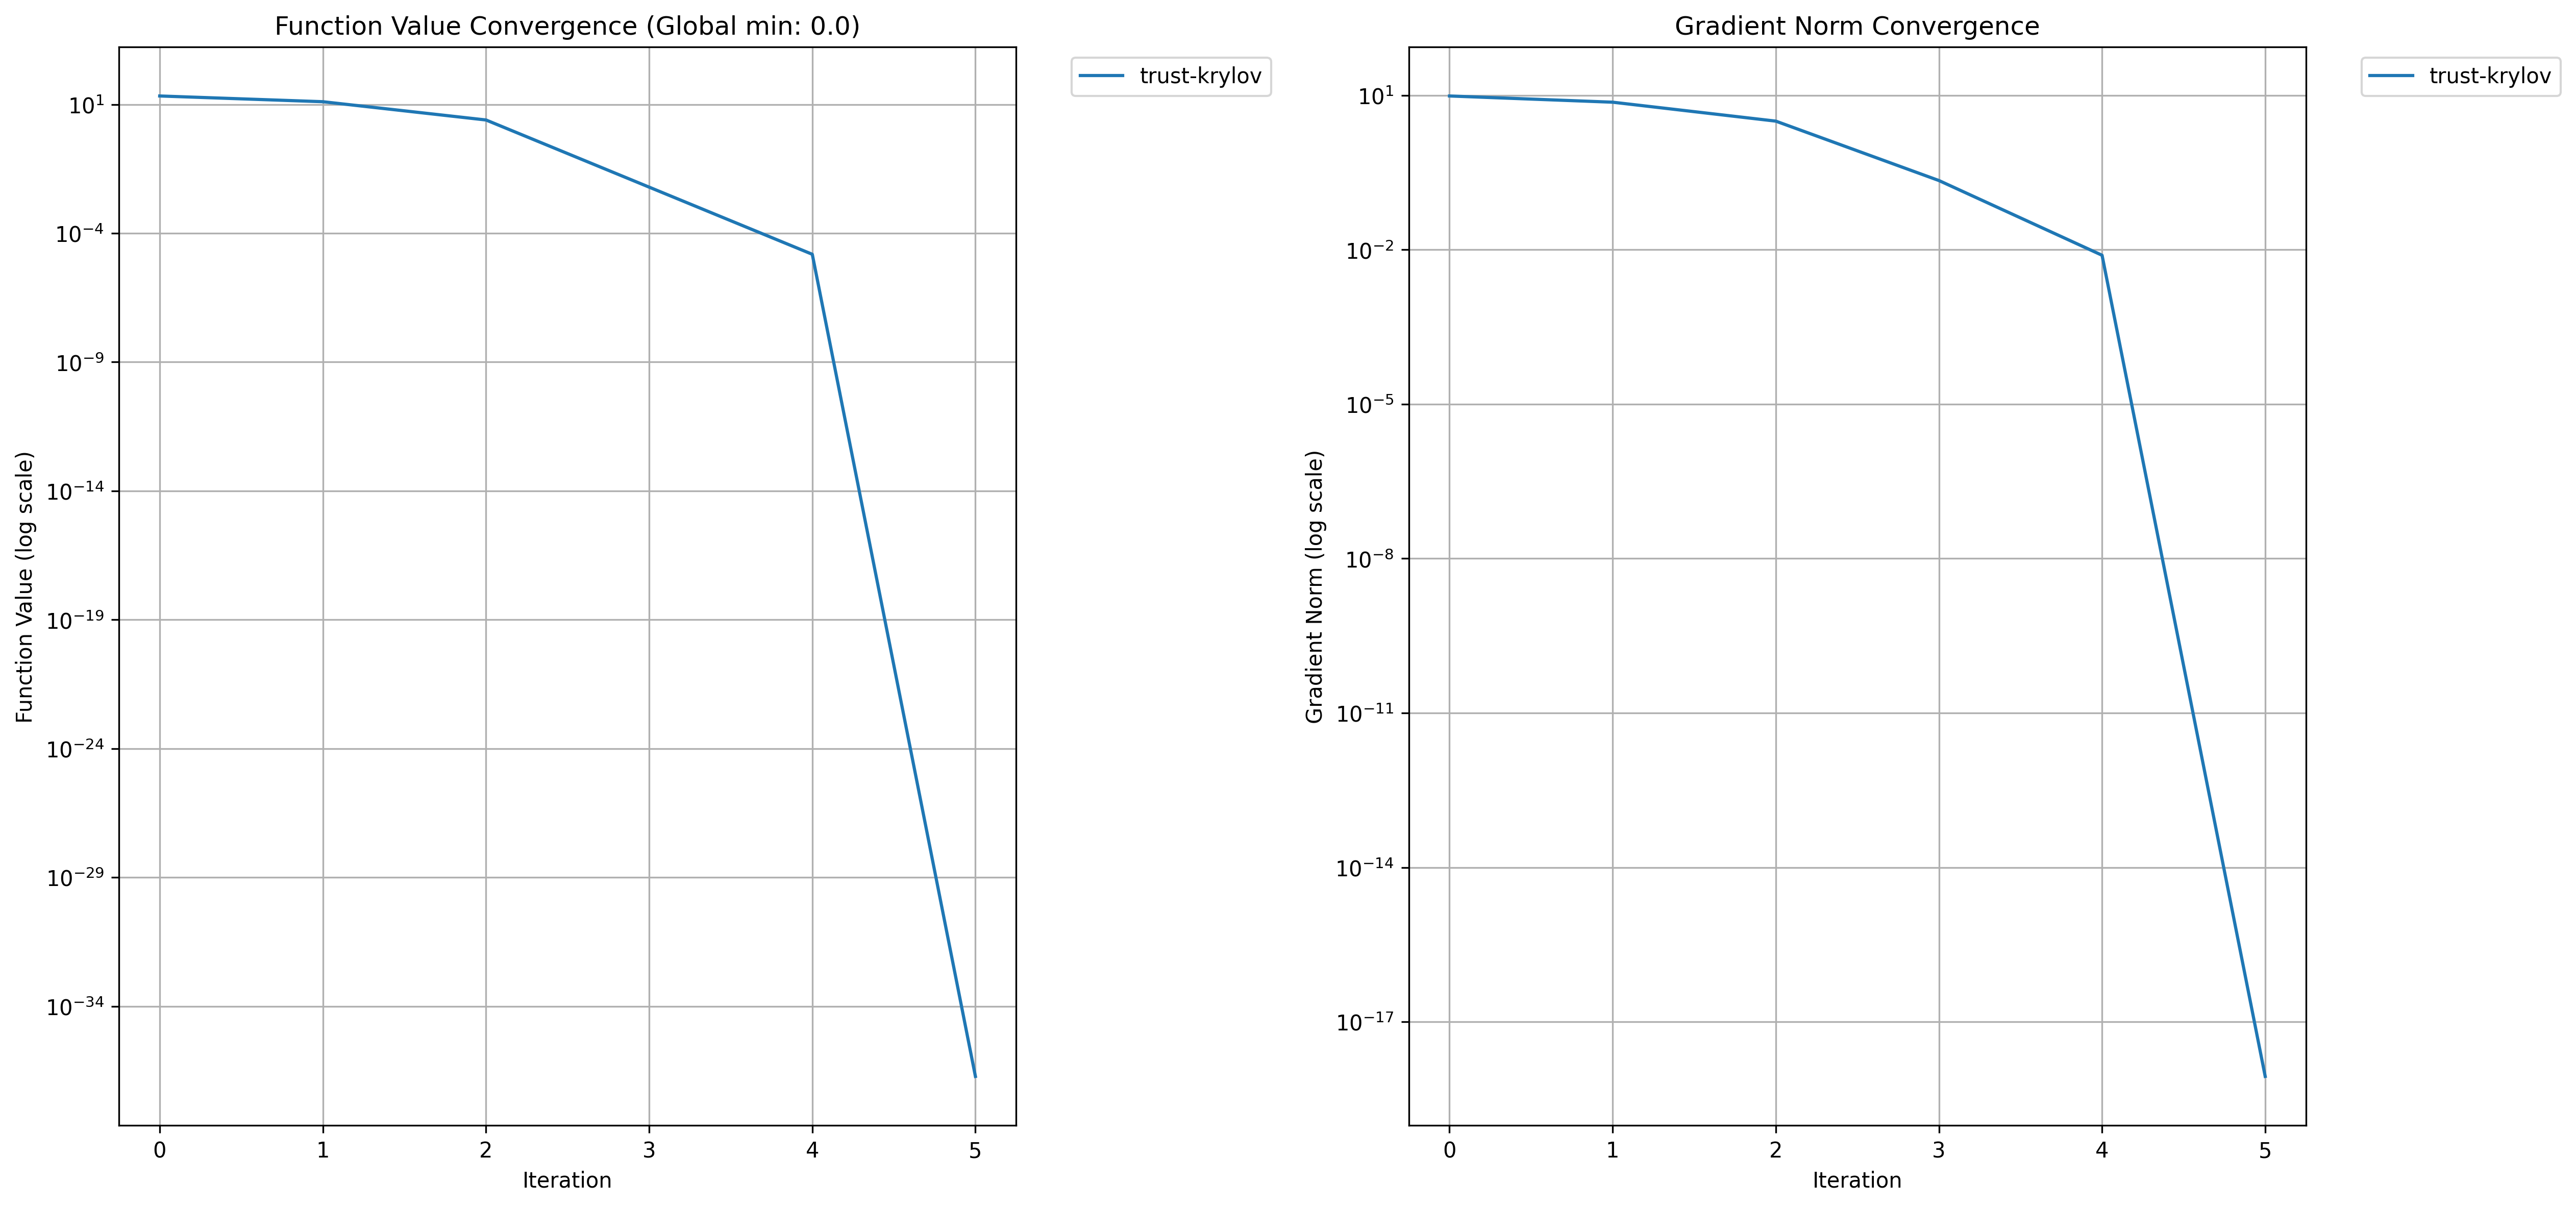 Function Value Convergence (Global min: 0.0)
trust-krylov
10¹
10⁻⁴
10⁻⁹
10⁻¹⁴
10⁻¹⁹
10⁻²⁴
10⁻²⁹
10⁻³⁴
Function Value (log scale)
0 1 2 3 4 5
Iteration
Gradient Norm Convergence
trust-krylov
10¹
10⁻²
10⁻⁵
10⁻⁸
10⁻¹¹
10⁻¹⁴
10⁻¹⁷
Gradient Norm (log scale)
0 1 2 3 4 5
Iteration